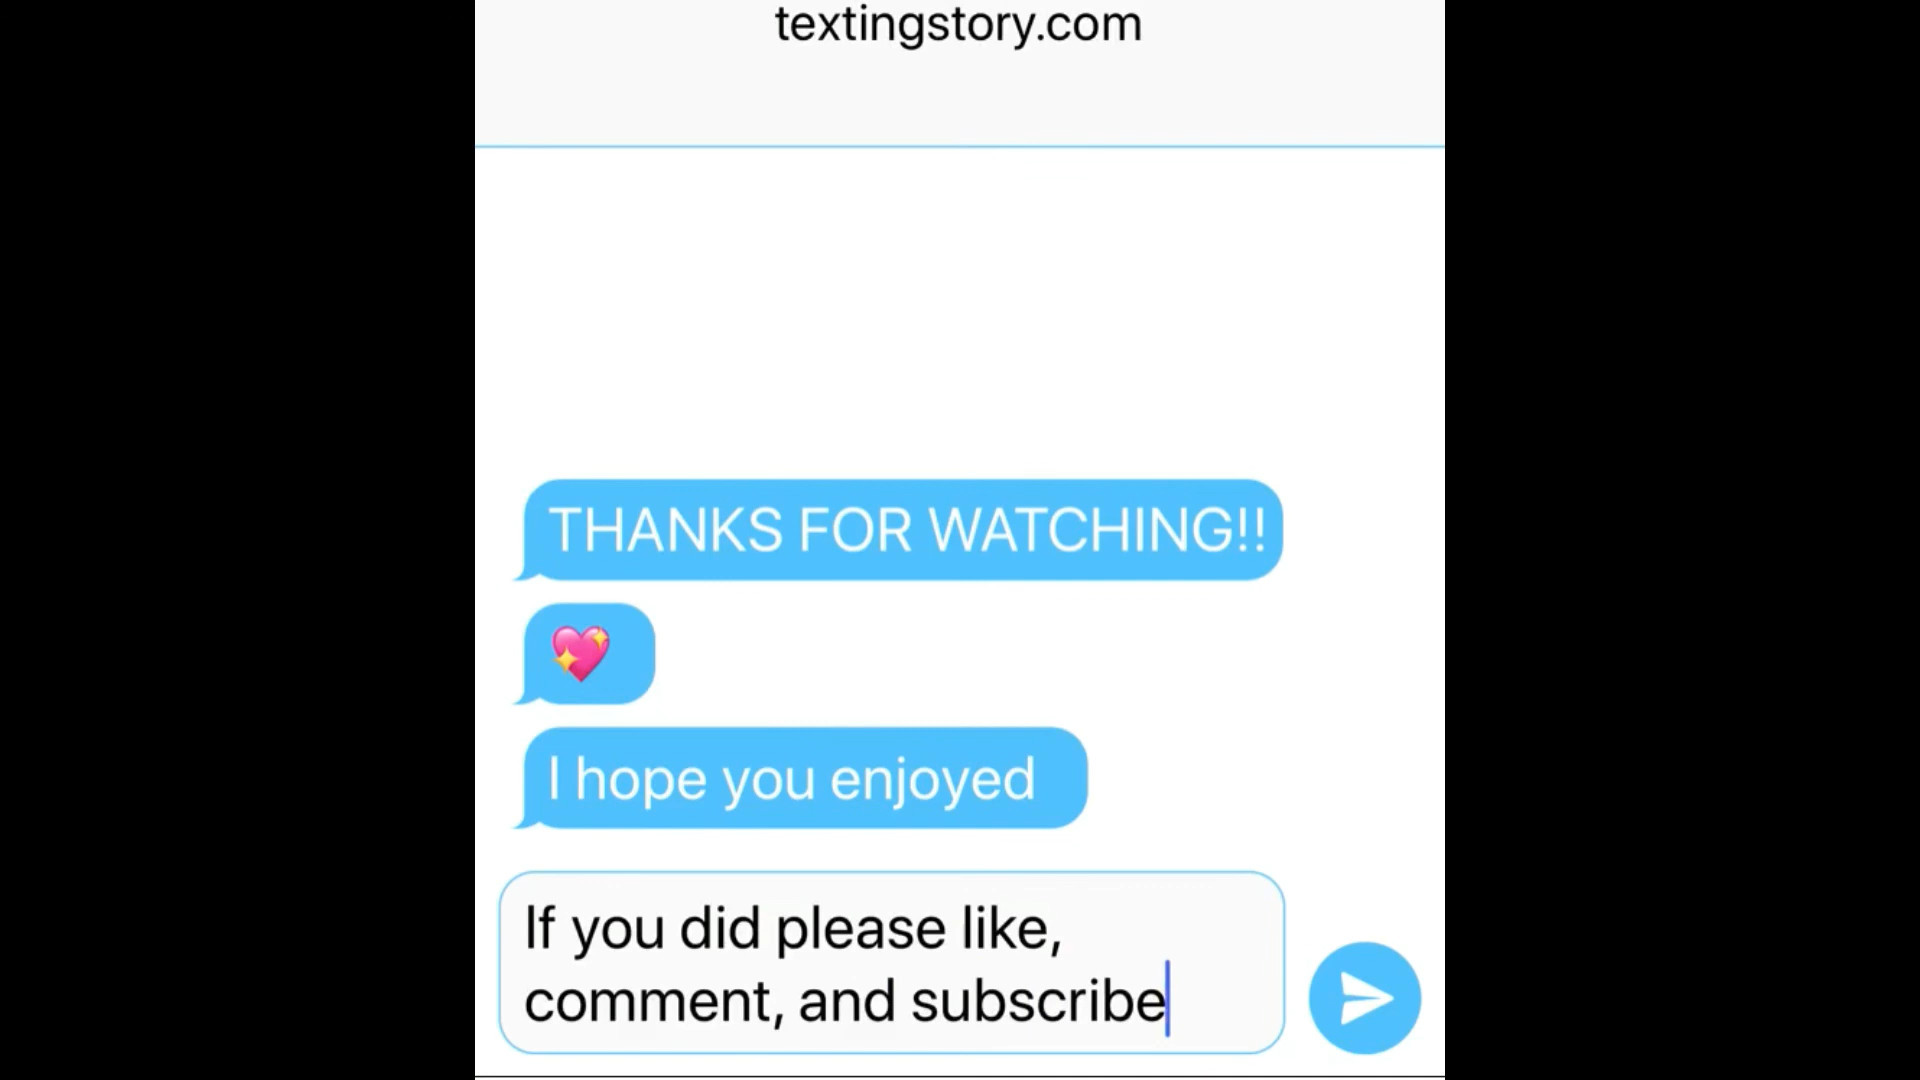 textingstory.com
THANKS FOR WATCHING!!
💖
I hope you enjoyed
If you did please like,
comment, and subscribe